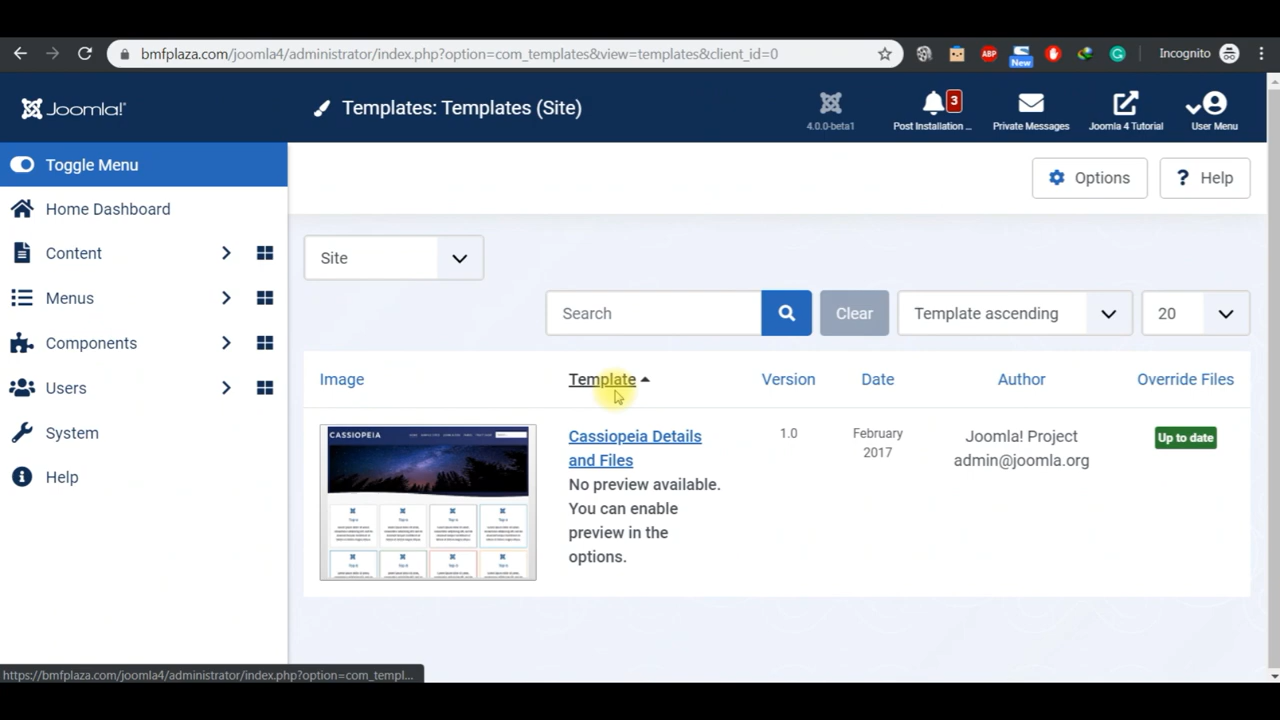 bmfplaza.com/joomla4/administrator/index.php?option=com_templates&view=templates&client_id=0
ABP
New
Incognito
Joomla!
Templates: Templates (Site)
4.0.0-beta1
3
Post Installation ...
Private Messages
Joomla 4 Tutorial
User Menu
Toggle Menu
Options
Help
Home Dashboard
Content
Menus
Components
Users
System
Help
Site
Search
Clear
Template ascending
20
Image
Template
Version
Date
Author
Override Files
CASSIOPEIA
Cassiopeia Details
and Files
No preview available.
You can enable
preview in the
options.
1.0
February
2017
Joomla! Project
admin@joomla.org
Up to date
https://bmfplaza.com/joomla4/administrator/index.php?option=com_templ...